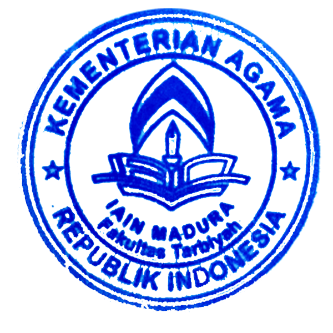 KEMENTERIAN AGAMA
IAIN MADURA
Fakultas Tarbiyah
REPUBLIK INDONESIA